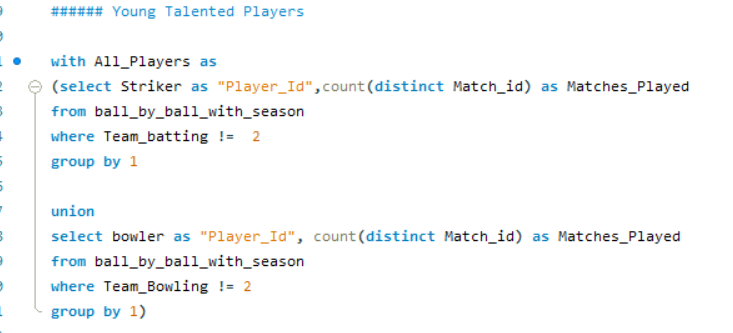 ###### Young Talented Players
with All_Players as
(select Striker as "Player_Id",count(distinct Match_id) as Matches_Played
from ball_by_ball_with_season
where Team_batting !=  2
group by 1
union
select bowler as "Player_Id", count(distinct Match_id) as Matches_Played
from ball_by_ball_with_season
where Team_Bowling != 2
group by 1)